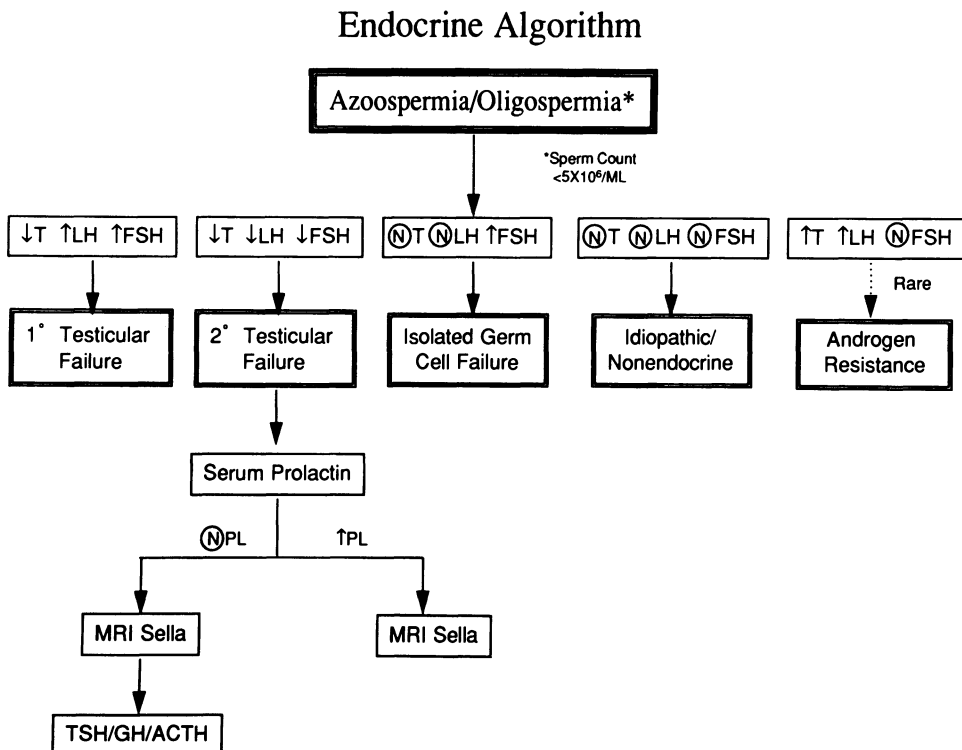 Endocrine Algorithm
Azoospermia/Oligospermia*
*Sperm Count
<5X10⁶/ML
↓T ↑LH ↑FSH
↓T ↓LH ↓FSH
ⓃT ⓃLH ↑FSH
ⓃT ⓃLH ⓃFSH
↑T ↑LH ⓃFSH
Rare
1° Testicular
Failure
2° Testicular
Failure
Isolated Germ
Cell Failure
Idiopathic/
Nonendocrine
Androgen
Resistance
Serum Prolactin
ⓃPL
↑PL
MRI Sella
MRI Sella
TSH/GH/ACTH